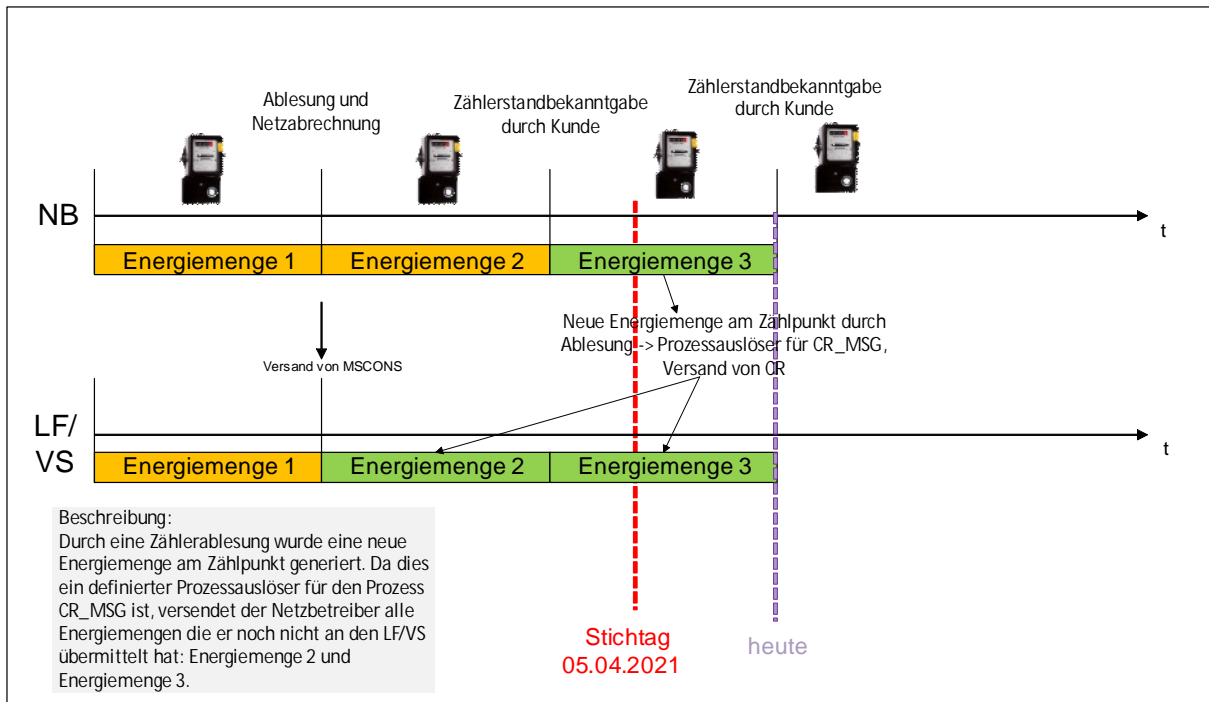 Ablesung und
Netzabrechnung
Zählerstandbekanntgabe
durch Kunde
Zählerstandbekanntgabe
durch Kunde
NB
t
Energiemenge 1
Energiemenge 2
Energiemenge 3
Neue Energiemenge am Zählpunkt durch
Ablesung -> Prozessauslöser für CR_MSG,
Versand von CR
Versand von MSCONS
LF/
VS
t
Energiemenge 1
Energiemenge 2
Energiemenge 3
Beschreibung:
Durch eine Zählerablesung wurde eine neue
Energiemenge am Zählpunkt generiert. Da dies
ein definierter Prozessauslöser für den Prozess
CR_MSG ist, versendet der Netzbetreiber alle
Energiemengen die er noch nicht an den LF/VS
übermittelt hat: Energiemenge 2 und
Energiemenge 3.
Stichtag
05.04.2021
heute